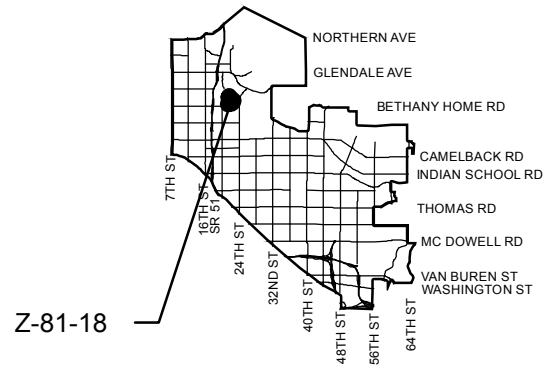 NORTHERN AVE
GLENDALE AVE
BETHANY HOME RD
CAMELBACK RD
INDIAN SCHOOL RD
THOMAS RD
MC DOWELL RD
VAN BUREN ST
WASHINGTON ST
7TH ST
16TH ST
SR 51
24TH ST
32ND ST
40TH ST
48TH ST
56TH ST
64TH ST
Z-81-18